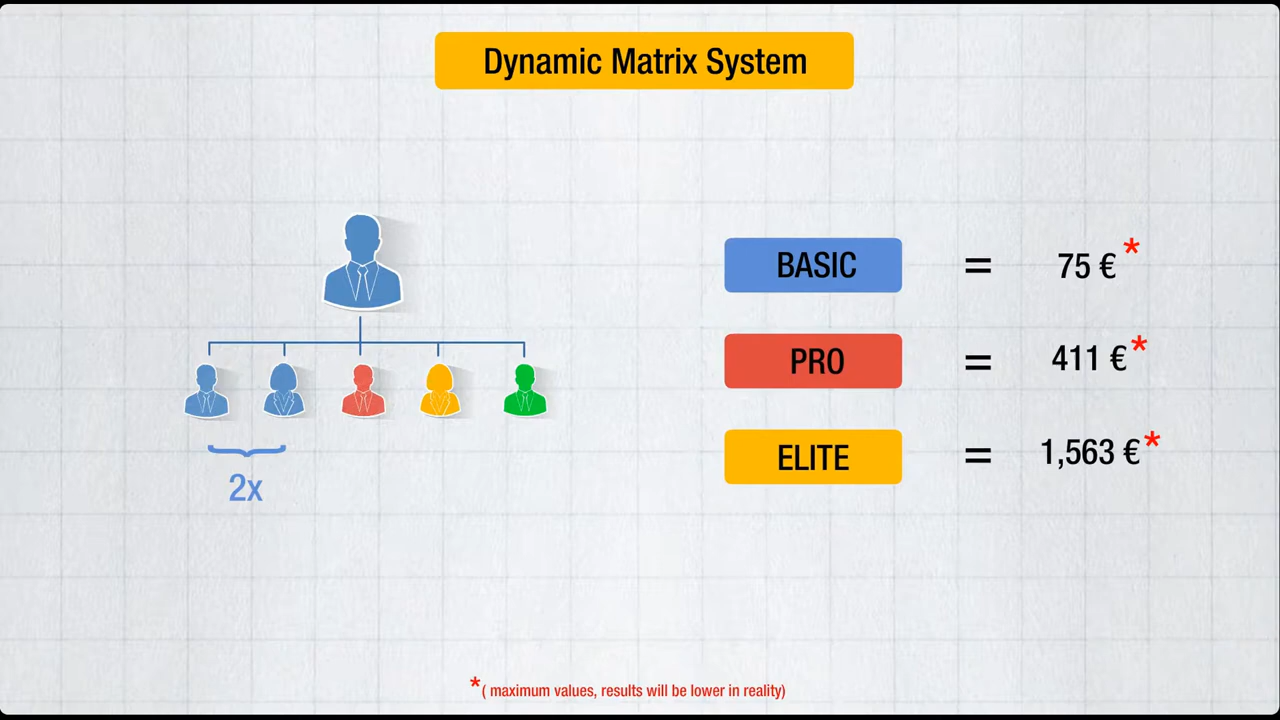 Dynamic Matrix System
BASIC = 75 € *
PRO = 411 € *
ELITE = 1,563 € *
2x
*( maximum values, results will be lower in reality)